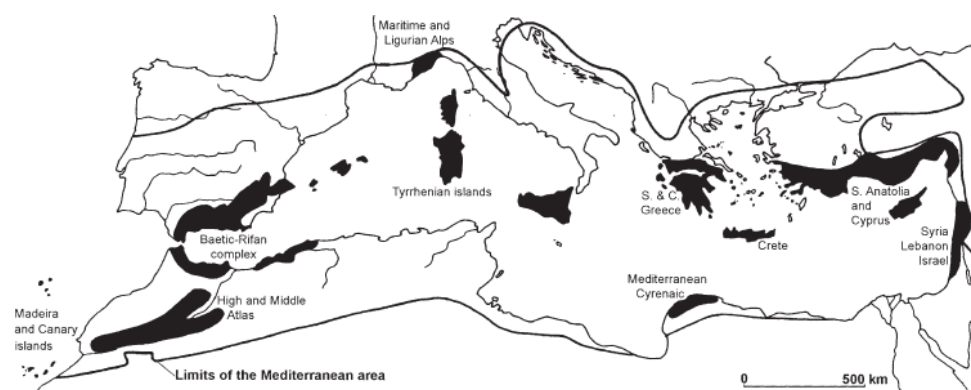 Maritime and
Ligurian Alps
Tyrrhenian islands
S. & C.
Greece
S. Anatolia
and
Cyprus
Baetic-Rifan
complex
Crete
Syria
Lebanon
Israel
Mediterranean
Cyrenaic
High and Middle
Atlas
Madeira
and Canary
islands
Limits of the Mediterranean area
0 500 km